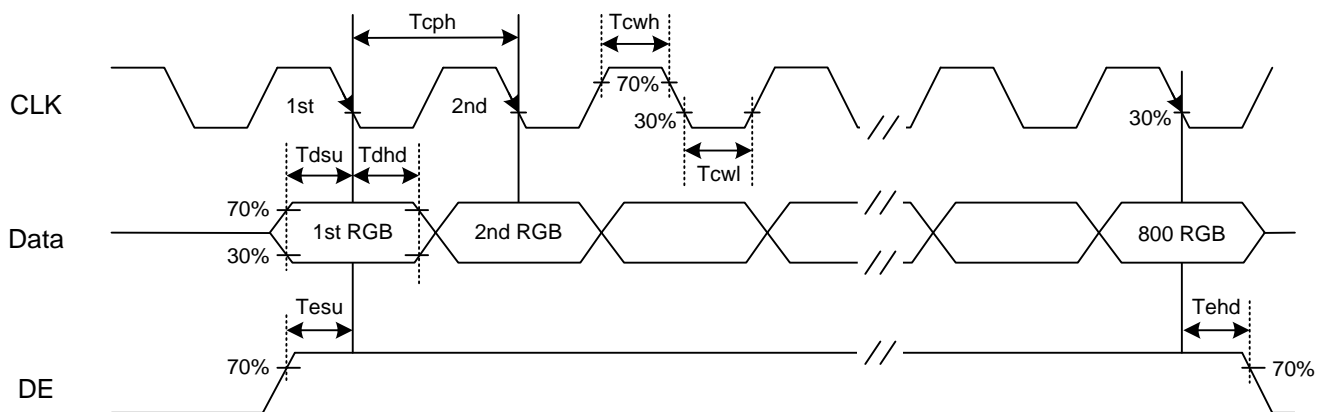 Tcph
Tcwh
CLK
1st
2nd
70%
30%
30%
Tcwl
Tdsu
Tdhd
70%
Data
1st RGB
2nd RGB
800 RGB
30%
Tesu
Tehd
70%
70%
DE